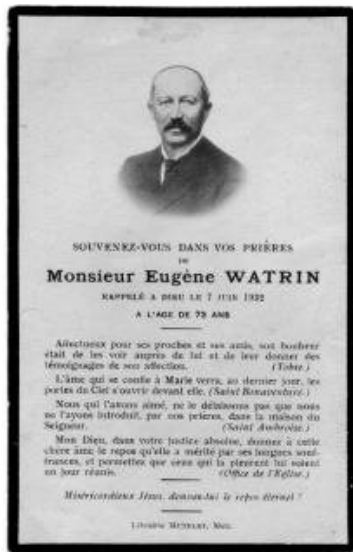 SOUVENEZ-VOUS DANS VOS PRIÈRES
DE
Monsieur Eugène WATRIN
RAPPELÉ A DIEU LE 7 JUIN 1932
A L'AGE DE 73 ANS
Affectueux pour ses proches et ses amis, son bonheur
était de les voir auprès de lui et de leur donner des
témoignages de son affection. (Tobie.)
L'âme qui se confie à Marie verra, au dernier jour, les
portes du Ciel s'ouvrir devant elle. (Saint Bonaventure.)
Nous qui l'avons aimé, ne le délaissons pas que nous
ne l'ayons introduit, par nos prières, dans la maison du
Seigneur. (Saint Ambroise.)
Mon Dieu, dans votre justice absolue, donnez à cette
chère âme le repos qu'elle a mérité par ses longues souf-
frances, et permettez que ceux qui la pleurent lui soient
un jour réunis. (Office de l'Église.)
Miséricordieux Jésus, donnez-lui le repos éternel !
Librairie Metz.